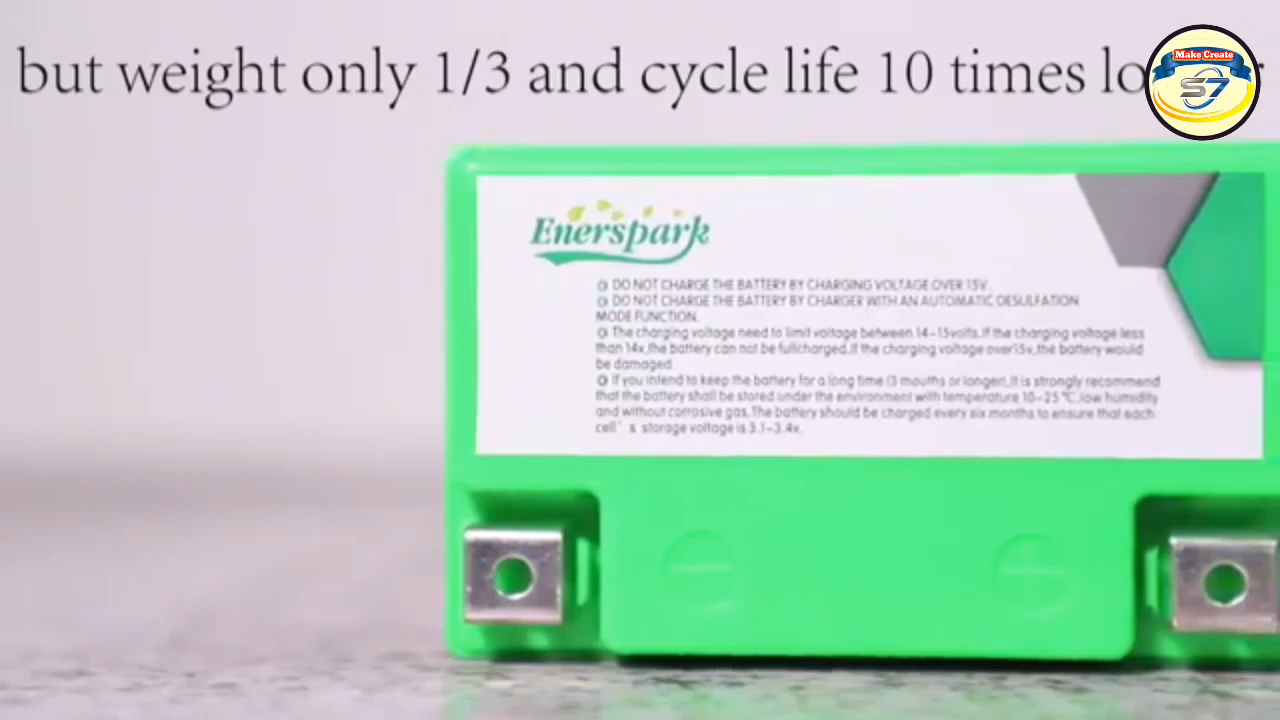 but weight only 1/3 and cycle life 10 times
Make Create
S7
Enerspark
DO NOT CHARGE THE BATTERY BY CHARGING VOLTAGE OVER 15V.
DO NOT CHARGE THE BATTERY BY CHARGER WITH AN AUTOMATIC DESULFATION
MODE FUNCTION.
The charging voltage need to limit voltage between 14-15volts.If the charging voltage less
than 14v,the battery can not be fullcharged.If the charging voltage over15v,the battery would
be damaged.
If you intend to keep the battery for a long time (3 mouths or longer),It is strongly recommend
that the battery shall be stored under the environment with temperature 10-25 ℃,low humidity
and without corrosive gas.The battery should be charged every six months to ensure that each
cell' s storage voltage is 3.1-3.4v.